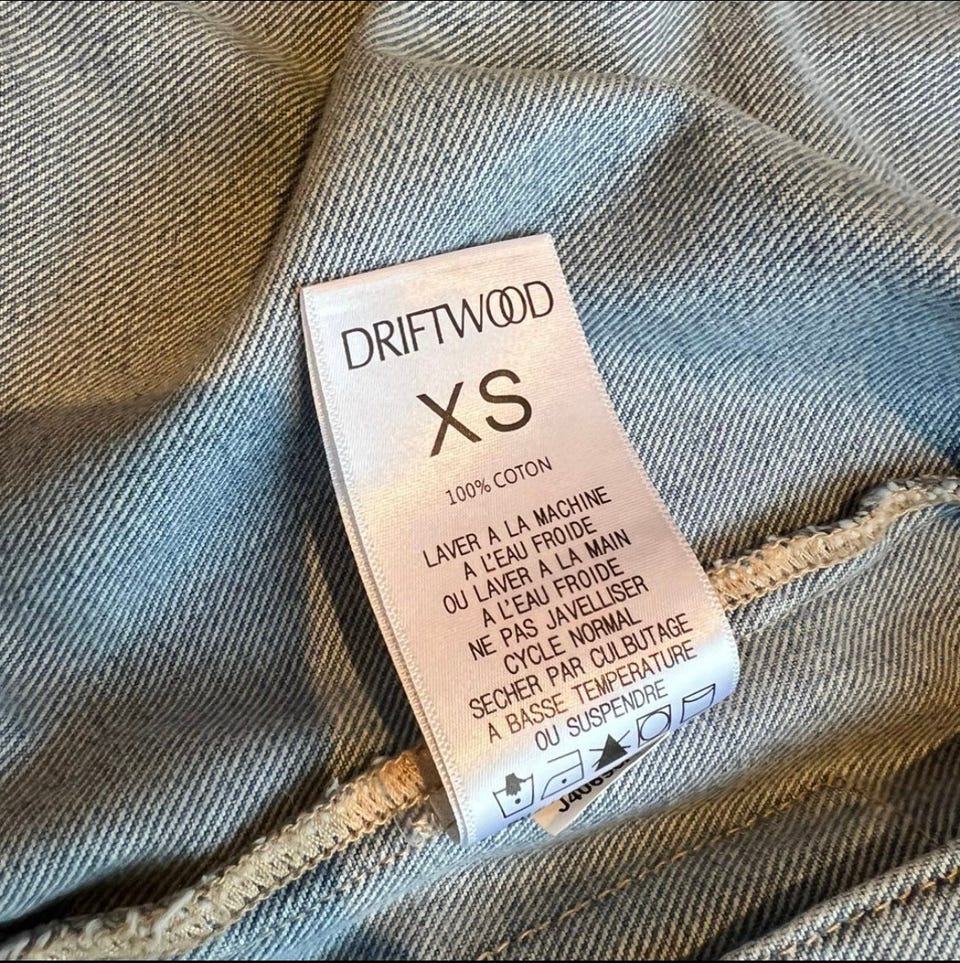 DRIFTWOOD
XS
100% COTON
LAVER A LA MACHINE
A L'EAU FROIDE
OU LAVER A LA MAIN
A L'EAU FROIDE
NE PAS JAVELLISER
CYCLE NORMAL
SECHER PAR CULBUTAGE
A BASSE TEMPERATURE
OU SUSPENDRE